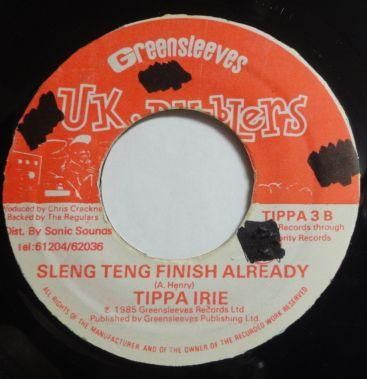 Greensleeves
U.K.
Produced by Chris Cracknell
Backed by The Regulars
Dist. By Sonic Sounds
Tel:61204/62036
TIPPA 3 B
Records through
Records
SLENG TENG FINISH ALREADY
(A. Henry)
TIPPA IRIE
℗ 1985 Greensleeves Records Ltd
Published by Greensleeves Publishing Ltd.
ALL RIGHTS OF THE MANUFACTURER AND OF THE OWNER OF THE RECORDED WORK RESERVED